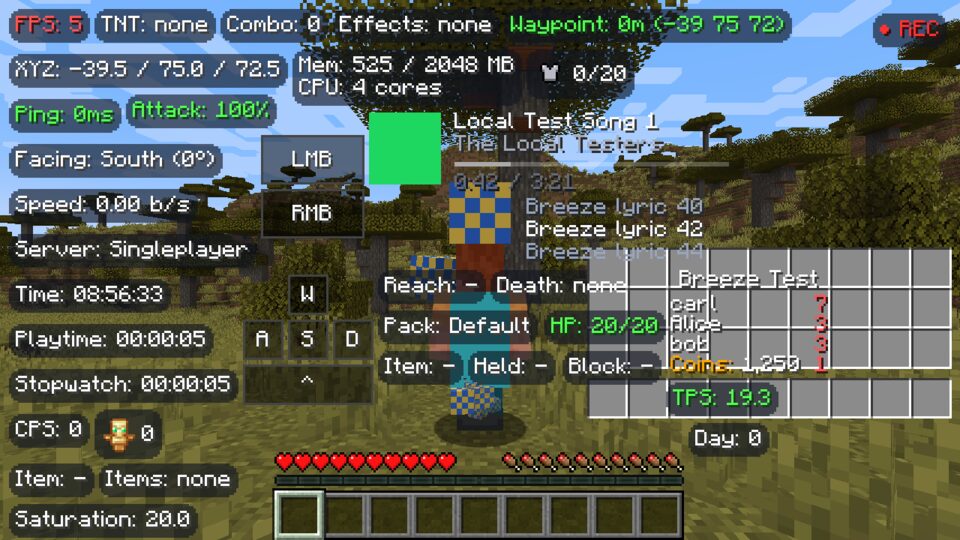 FPS: 5
TNT: none
Combo: 0
Effects: none
Waypoint: 0m (-39 75 72)
● REC
XYZ: -39.5 / 75.0 / 72.5
Mem: 525 / 2048 MB
CPU: 4 cores
0/20
Ping: 0ms
Attack: 100%
Local Test Song 1
The Local Testers
0:42 / 3:21
Facing: South (0°)
LMB
Speed: 0.00 b/s
RMB
Breeze lyric 40
Breeze lyric 42
Breeze lyric 44
Server: Singleplayer
Reach: -
Death: none
Breeze Test
Time: 08:56:33
W
carl 7
Alice 3
bob 3
Coins: 1,250 1
Pack: Default
HP: 20/20
Playtime: 00:00:05
A
S
D
Item: -
Held: -
Block: -
Stopwatch: 00:00:05
^
TPS: 19.3
CPS: 0
0
Day: 0
Item: -
Items: none
Saturation: 20.0